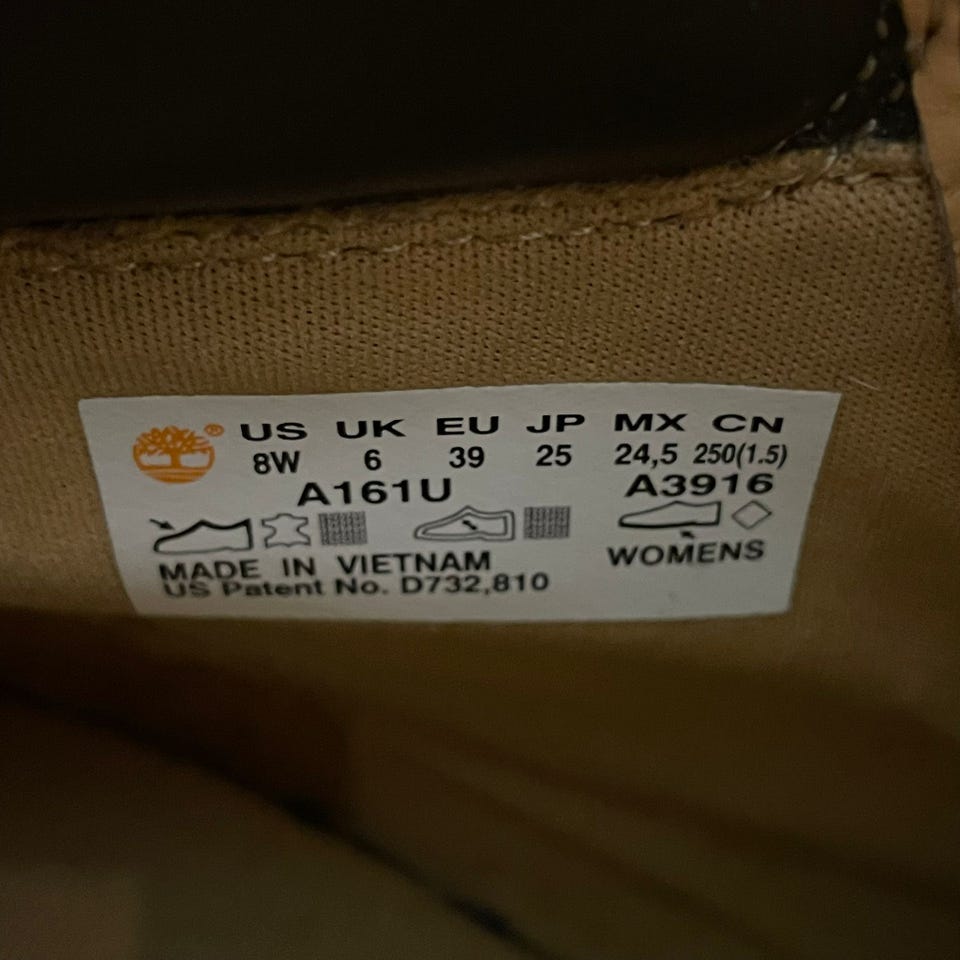 ® US UK EU JP MX CN
8W 6 39 25 24,5 250(1.5)
A161U A3916
WOMENS
MADE IN VIETNAM
US Patent No. D732,810